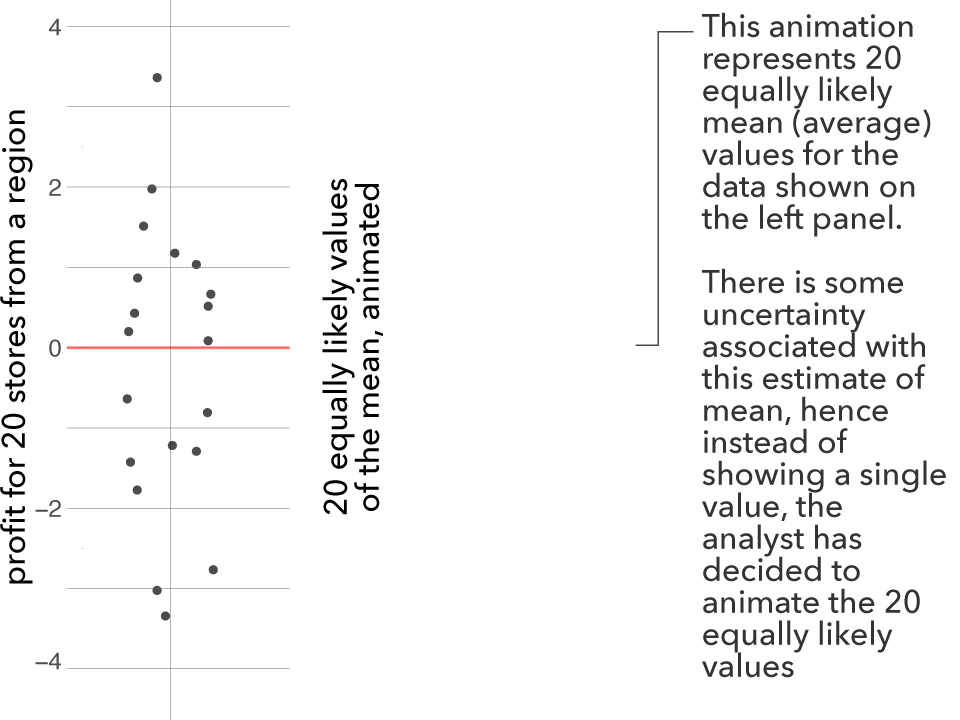 profit for 20 stores from a region
4
2
0
−2
−4
20 equally likely values
of the mean, animated
This animation
represents 20
equally likely
mean (average)
values for the
data shown on
the left panel.
There is some
uncertainty
associated with
this estimate of
mean, hence
instead of
showing a single
value, the
analyst has
decided to
animate the 20
equally likely
values